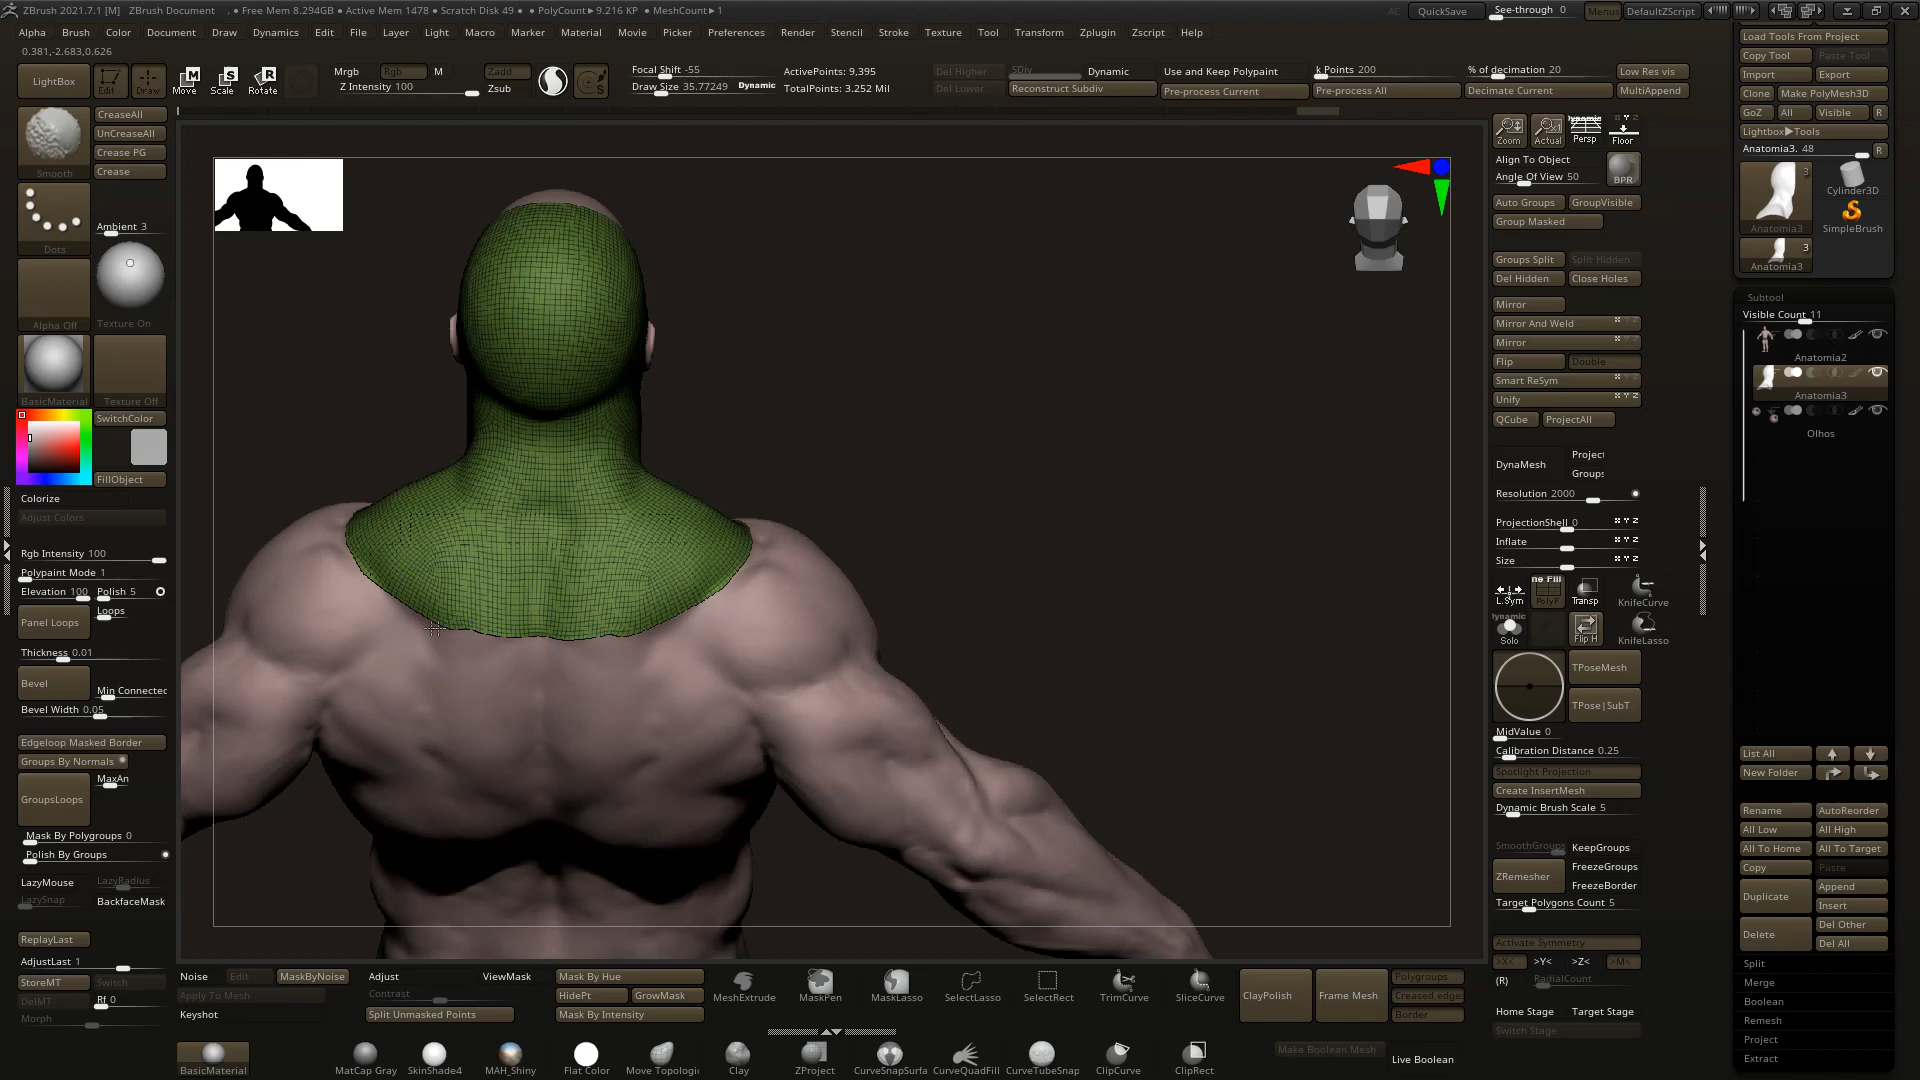 ZBrush 2021.7.1 [M] ZBrush Document , ● Free Mem 8.294GB ● Active Mem 1478 ● Scratch Disk 49 ● ● PolyCount▸ 9.216 KP ● MeshCount▸ 1 AC QuickSave See-through 0 Menus DefaultZScript
Alpha Brush Color Document Draw Dynamics Edit File Layer Light Macro Marker Material Movie Picker Preferences Render Stencil Stroke Texture Tool Transform Zplugin Zscript Help
0.381,-2.683,0.626
LightBox
Edit Draw Move Scale Rotate
Mrgb Rgb M
Z Intensity 100
Zadd
Zsub
Focal Shift -55
Draw Size 35.77249 Dynamic
ActivePoints: 9,395
TotalPoints: 3.252 Mil
Del Higher
Del Lower
SDiv Dynamic
Reconstruct Subdiv
Use and Keep Polypaint
Pre-process Current
k Points 200
Pre-process All
% of decimation 20
Decimate Current
Low Res vis
MultiAppend
Smooth
CreaseAll
UnCreaseAll
Crease PG
Crease
Dots
Ambient 3
Alpha Off
Texture On
BasicMaterial
Texture Off
SwitchColor
FillObject
Colorize
Adjust Colors
Rgb Intensity 100
Polypaint Mode 1
Elevation 100 Polish 5
Panel Loops
Loops
Thickness 0.01
Bevel
Min Connected
Bevel Width 0.05
Edgeloop Masked Border
Groups By Normals
MaxAn
GroupsLoops
Mask By Polygroups 0
Polish By Groups
LazyMouse LazyRadius
LazySnap BackfaceMask
ReplayLast
AdjustLast 1
StoreMT Switch
DelMT Rf 0
Morph
Zoom Actual
Dynamic
Persp
Floor
Align To Object
Angle Of View 50
BPR
Auto Groups GroupVisible
Group Masked
Groups Split Split Hidden
Del Hidden Close Holes
Mirror
Mirror And Weld
Mirror
Flip Double
Smart ReSym
Unify
QCube ProjectAll
DynaMesh
Project
Groups
Resolution 2000
ProjectionShell 0
Inflate
Size
L.Sym
PolyF
Transp
KnifeCurve
Dynamic
Solo
Flip H
KnifeLasso
TPoseMesh
TPose|SubT
MidValue 0
Calibration Distance 0.25
Spotlight Projection
Create InsertMesh
Dynamic Brush Scale 5
SmoothGroups KeepGroups
ZRemesher
FreezeGroups
FreezeBorder
Target Polygons Count 5
Activate Symmetry
>X< >Y< >Z< >M<
(R) RadialCount
Home Stage Target Stage
Switch Stage
Load Tools From Project
Copy Tool Paste Tool
Import Export
Clone Make PolyMesh3D
GoZ All Visible R
Lightbox▸Tools
Anatomia3. 48 R
3
Anatomia3
Cylinder3D
SimpleBrush
3
Anatomia3
Subtool
Visible Count 11
Anatomia2
Anatomia3
Olhos
List All
New Folder
Rename AutoReorder
All Low All High
All To Home All To Target
Copy Paste
Duplicate
Append
Insert
Delete
Del Other
Del All
Split
Merge
Boolean
Remesh
Project
Extract
Noise Edit MaskByNoise
Apply To Mesh
Keyshot
Adjust ViewMask
Contrast
Split Unmasked Points
Mask By Hue
HidePt GrowMask
Mask By Intensity
MeshExtrude MaskPen MaskLasso SelectLasso SelectRect TrimCurve SliceCurve
ClayPolish
Frame Mesh
Polygroups
Creased edges
Border
BasicMaterial MatCap Gray SkinShade4 MAH_Shiny Flat Color Move Topologic Clay ZProject CurveSnapSurfa CurveQuadFill CurveTubeSnap ClipCurve ClipRect
Make Boolean Mesh
Live Boolean